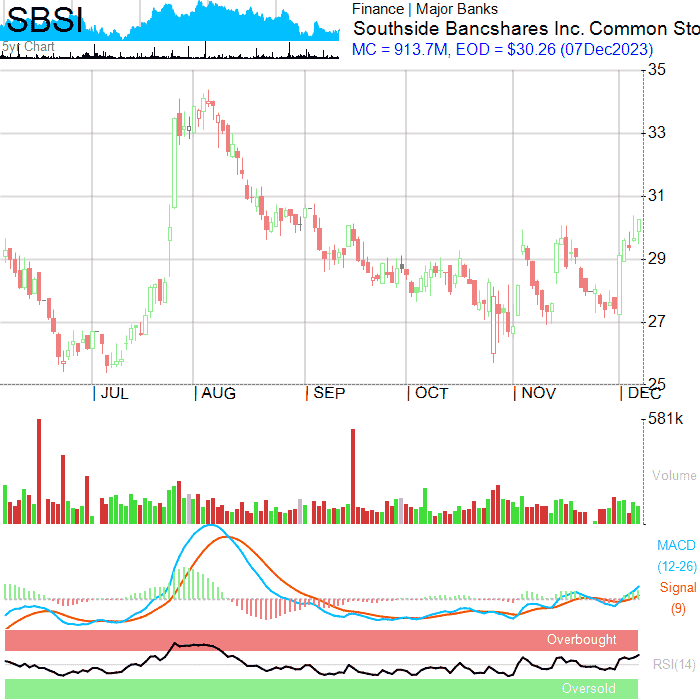 SBSI
5yr Chart
Finance | Major Banks
Southside Bancshares Inc. Common Sto
MC = 913.7M, EOD = $30.26 (07Dec2023)
35
33
31
29
27
25
JUL AUG SEP OCT NOV DEC
581k
Volume
MACD
(12-26)
Signal
(9)
Overbought
RSI(14)
Oversold